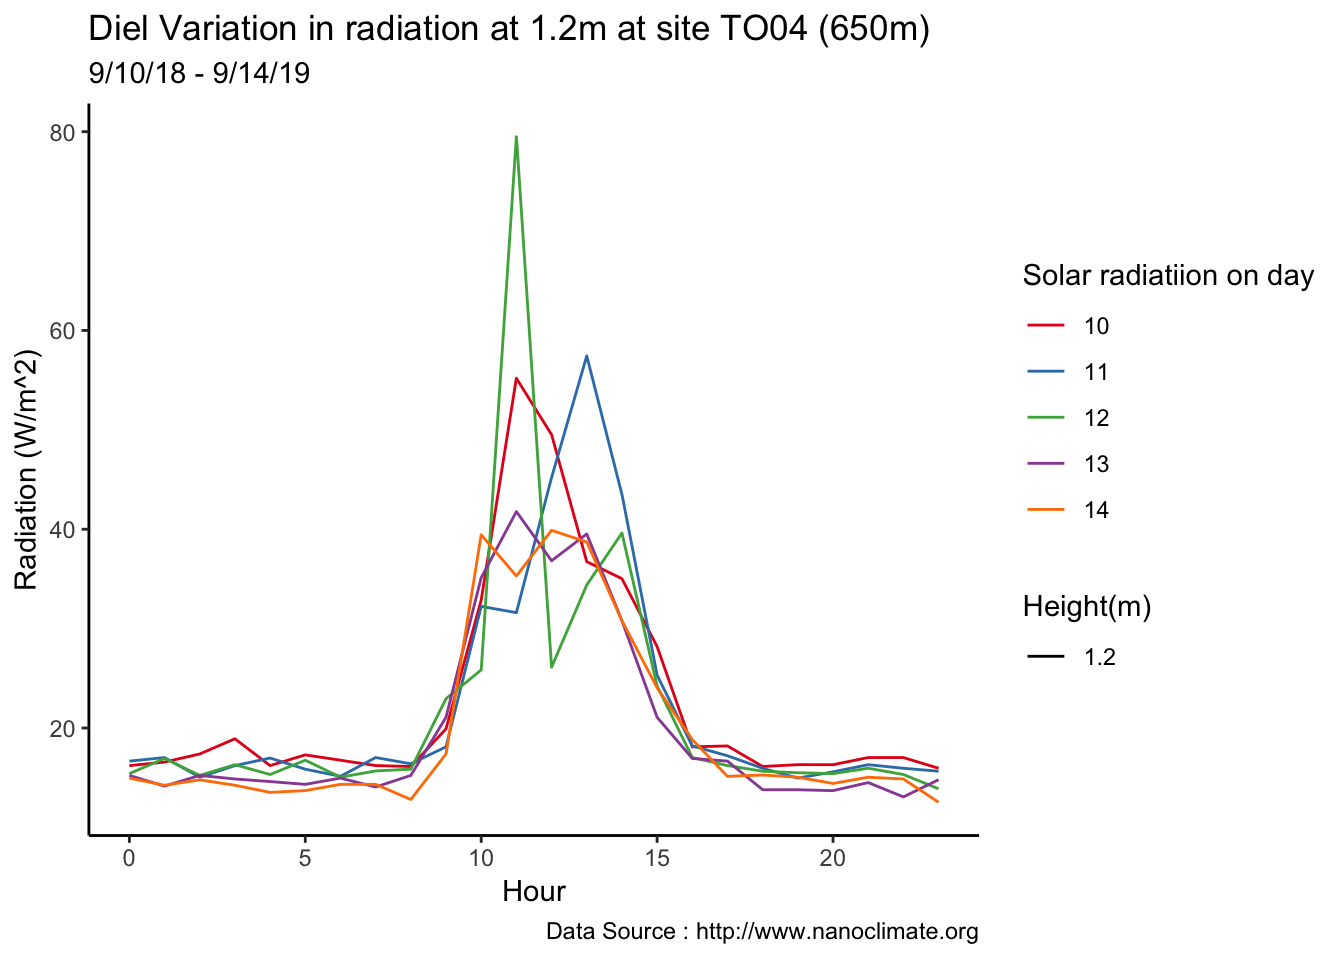 Diel Variation in radiation at 1.2m at site TO04 (650m)
9/10/18 - 9/14/19
80
60
40
20
Radiation (W/m^2)
0 5 10 15 20
Hour
Data Source : http://www.nanoclimate.org
Solar radiatiion on day
10
11
12
13
14
Height(m)
1.2